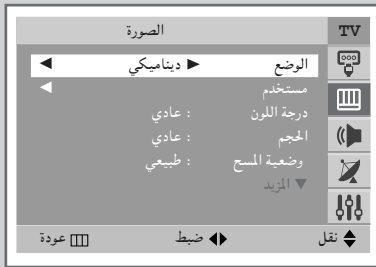 الصورة TV
الوضع ▶ ديناميكي ◀
مستخدم ◀
درجة اللون : عادي
الحجم : عادي
وضعية المسح : طبيعي
▼ المزيد
نقل ضبط عودة